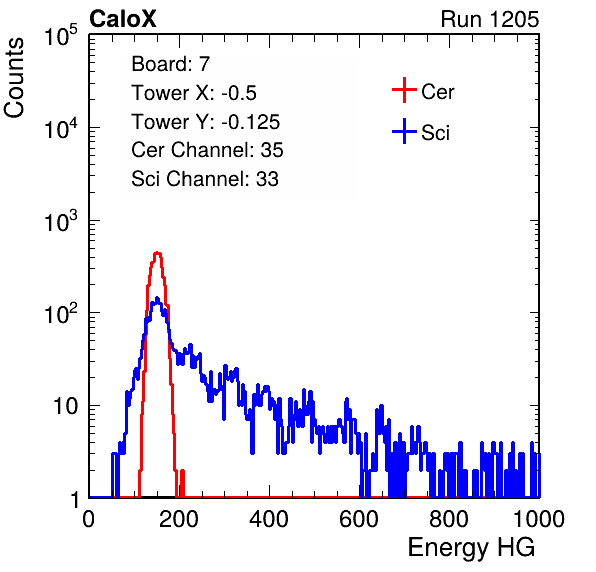 CaloX Run 1205
Counts
Board: 7
Tower X: -0.5
Tower Y: -0.125
Cer Channel: 35
Sci Channel: 33
Cer
Sci
10^5
10^4
10^3
10^2
10
1
0 200 400 600 800 1000
Energy HG